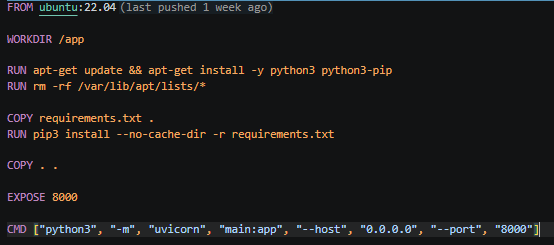 FROM ubuntu:22.04 (last pushed 1 week ago)
WORKDIR /app
RUN apt-get update && apt-get install -y python3 python3-pip
RUN rm -rf /var/lib/apt/lists/*
COPY requirements.txt .
RUN pip3 install --no-cache-dir -r requirements.txt
COPY . .
EXPOSE 8000
CMD ["python3", "-m", "uvicorn", "main:app", "--host", "0.0.0.0", "--port", "8000"]